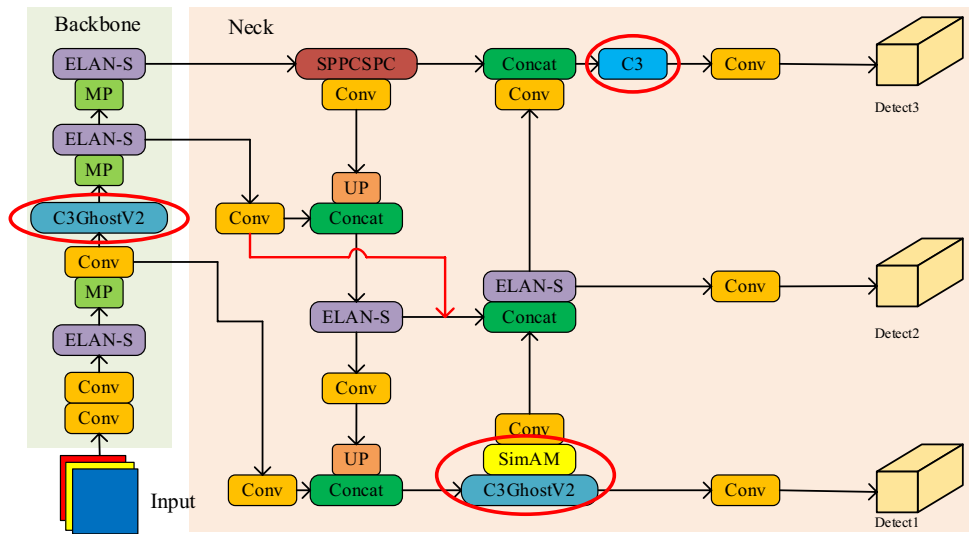 Backbone
Neck
ELAN-S
SPPCSPC
Concat
C3
Conv
MP
Conv
Conv
Detect3
ELAN-S
MP
UP
C3GhostV2
Conv
Concat
Conv
MP
ELAN-S
Conv
ELAN-S
Concat
Detect2
ELAN-S
Conv
Conv
Conv
Conv
UP
SimAM
Input
Conv
Concat
C3GhostV2
Conv
Detect1